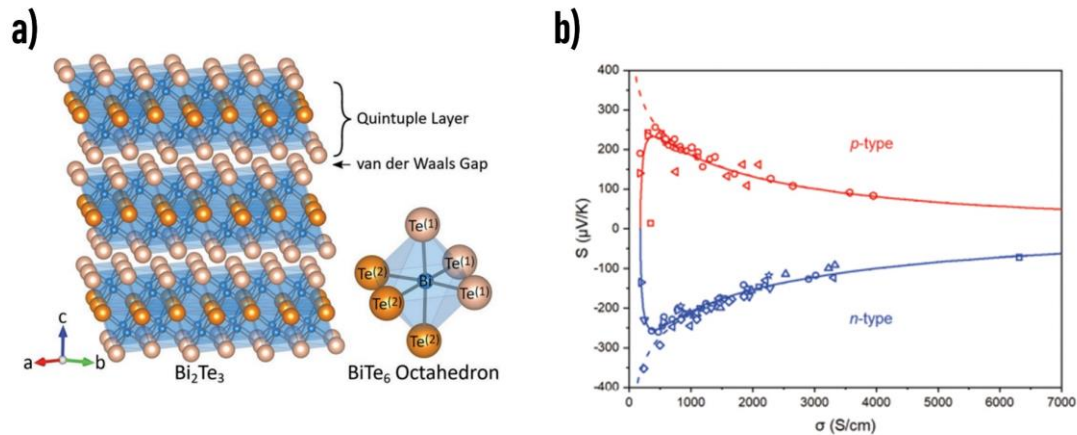 a)
Quintuple Layer
van der Waals Gap
Te(1)
Te(1)
Te(2)
Bi
Te(2)
Te(1)
Te(2)
c
a
b
Bi₂Te₃
BiTe₆ Octahedron
b)
400
300
200
100
0
-100
-200
-300
-400
S (μV/K)
p-type
n-type
0
1000
2000
3000
4000
5000
6000
7000
σ (S/cm)